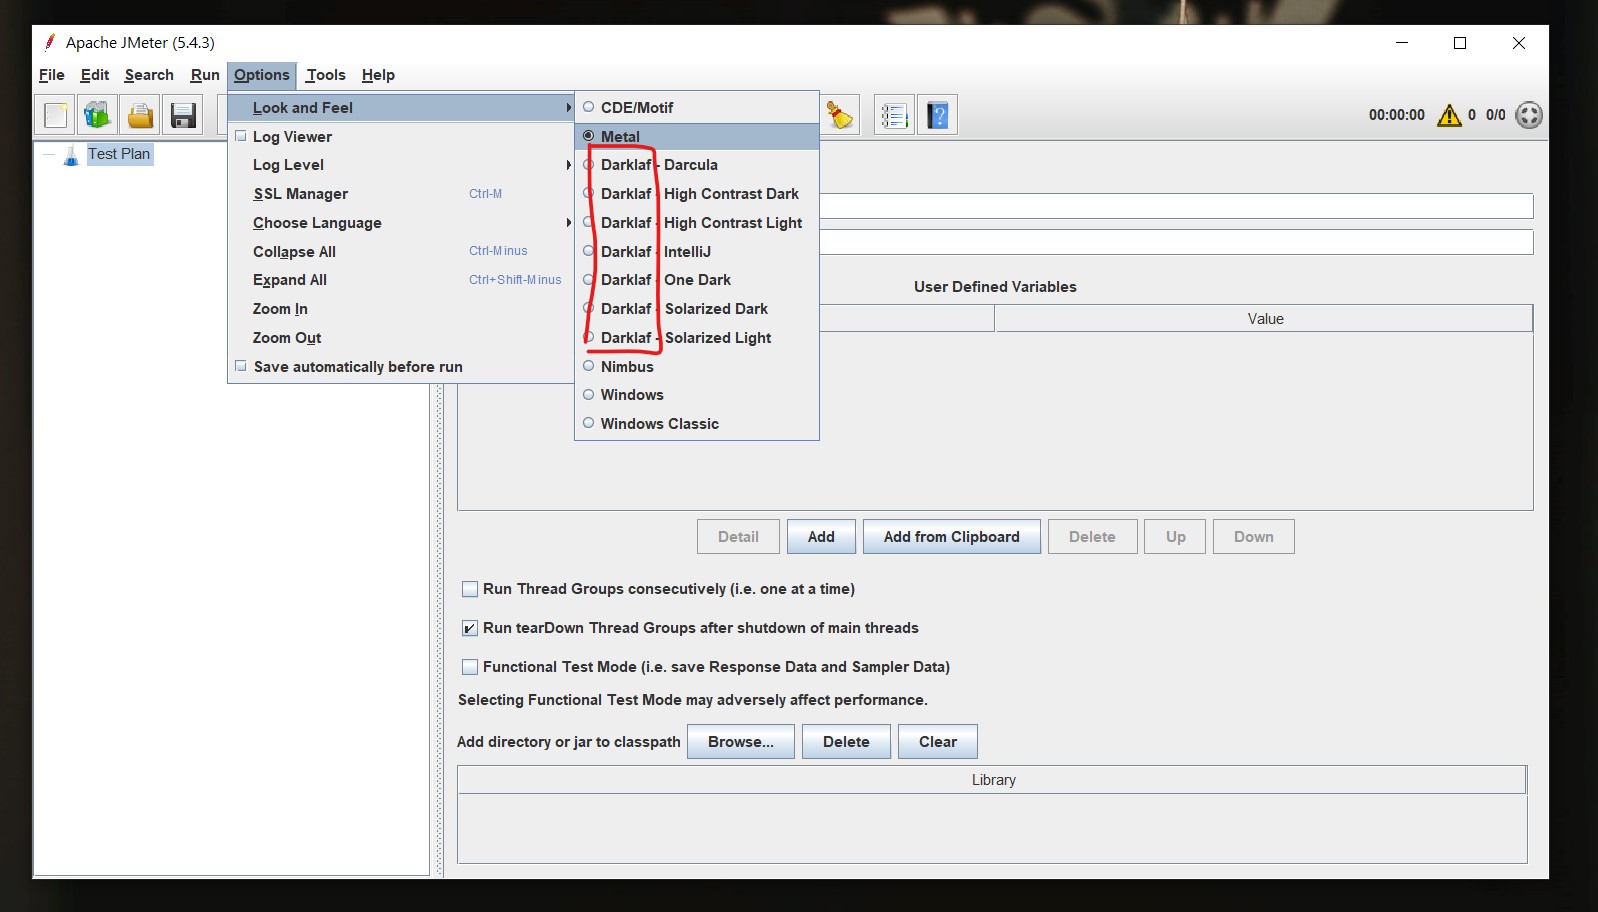 Apache JMeter (5.4.3)
File Edit Search Run Options Tools Help
00:00:00 0 0/0
Look and Feel
Log Viewer
Log Level
SSL Manager Ctrl-M
Choose Language
Collapse All Ctrl-Minus
Expand All Ctrl+Shift-Minus
Zoom In
Zoom Out
Save automatically before run
CDE/Motif
Metal
Darklaf - Darcula
Darklaf - High Contrast Dark
Darklaf - High Contrast Light
Darklaf - IntelliJ
Darklaf - One Dark
Darklaf - Solarized Dark
Darklaf - Solarized Light
Nimbus
Windows
Windows Classic
Test Plan
User Defined Variables
Value
Detail Add Add from Clipboard Delete Up Down
Run Thread Groups consecutively (i.e. one at a time)
Run tearDown Thread Groups after shutdown of main threads
Functional Test Mode (i.e. save Response Data and Sampler Data)
Selecting Functional Test Mode may adversely affect performance.
Add directory or jar to classpath Browse... Delete Clear
Library